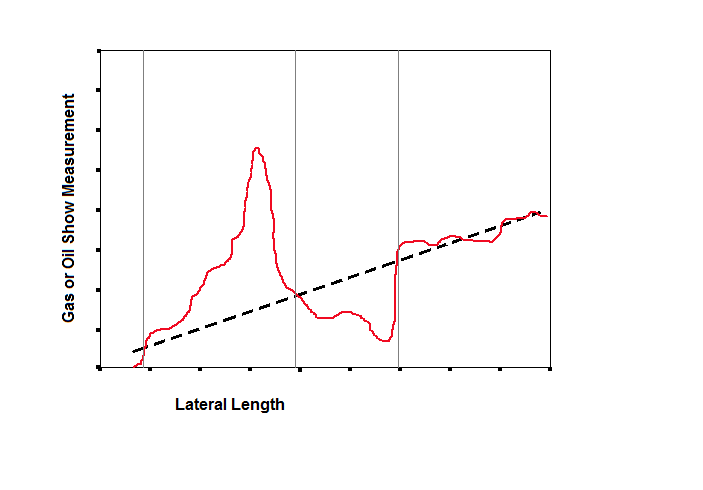 Gas or Oil Show Measurement
Lateral Length